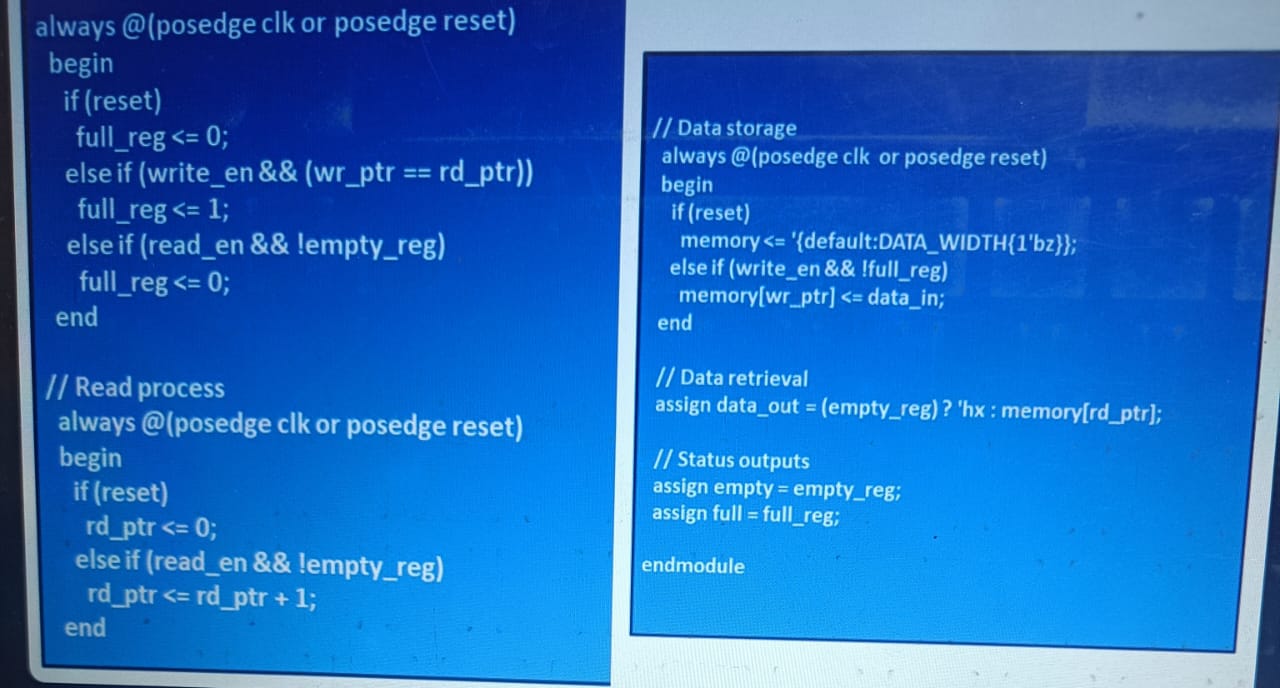 always @(posedge clk or posedge reset)
begin
if (reset)
full_reg <= 0;
else if (write_en && (wr_ptr == rd_ptr))
full_reg <= 1;
else if (read_en && !empty_reg)
full_reg <= 0;
end
// Read process
always @(posedge clk or posedge reset)
begin
if (reset)
rd_ptr <= 0;
else if (read_en && !empty_reg)
rd_ptr <= rd_ptr + 1;
end
// Data storage
always @(posedge clk or posedge reset)
begin
if (reset)
memory <= '{default:DATA_WIDTH{1'bz}};
else if (write_en && !full_reg)
memory[wr_ptr] <= data_in;
end
// Data retrieval
assign data_out = (empty_reg) ? 'hx : memory[rd_ptr];
// Status outputs
assign empty = empty_reg;
assign full = full_reg;
endmodule